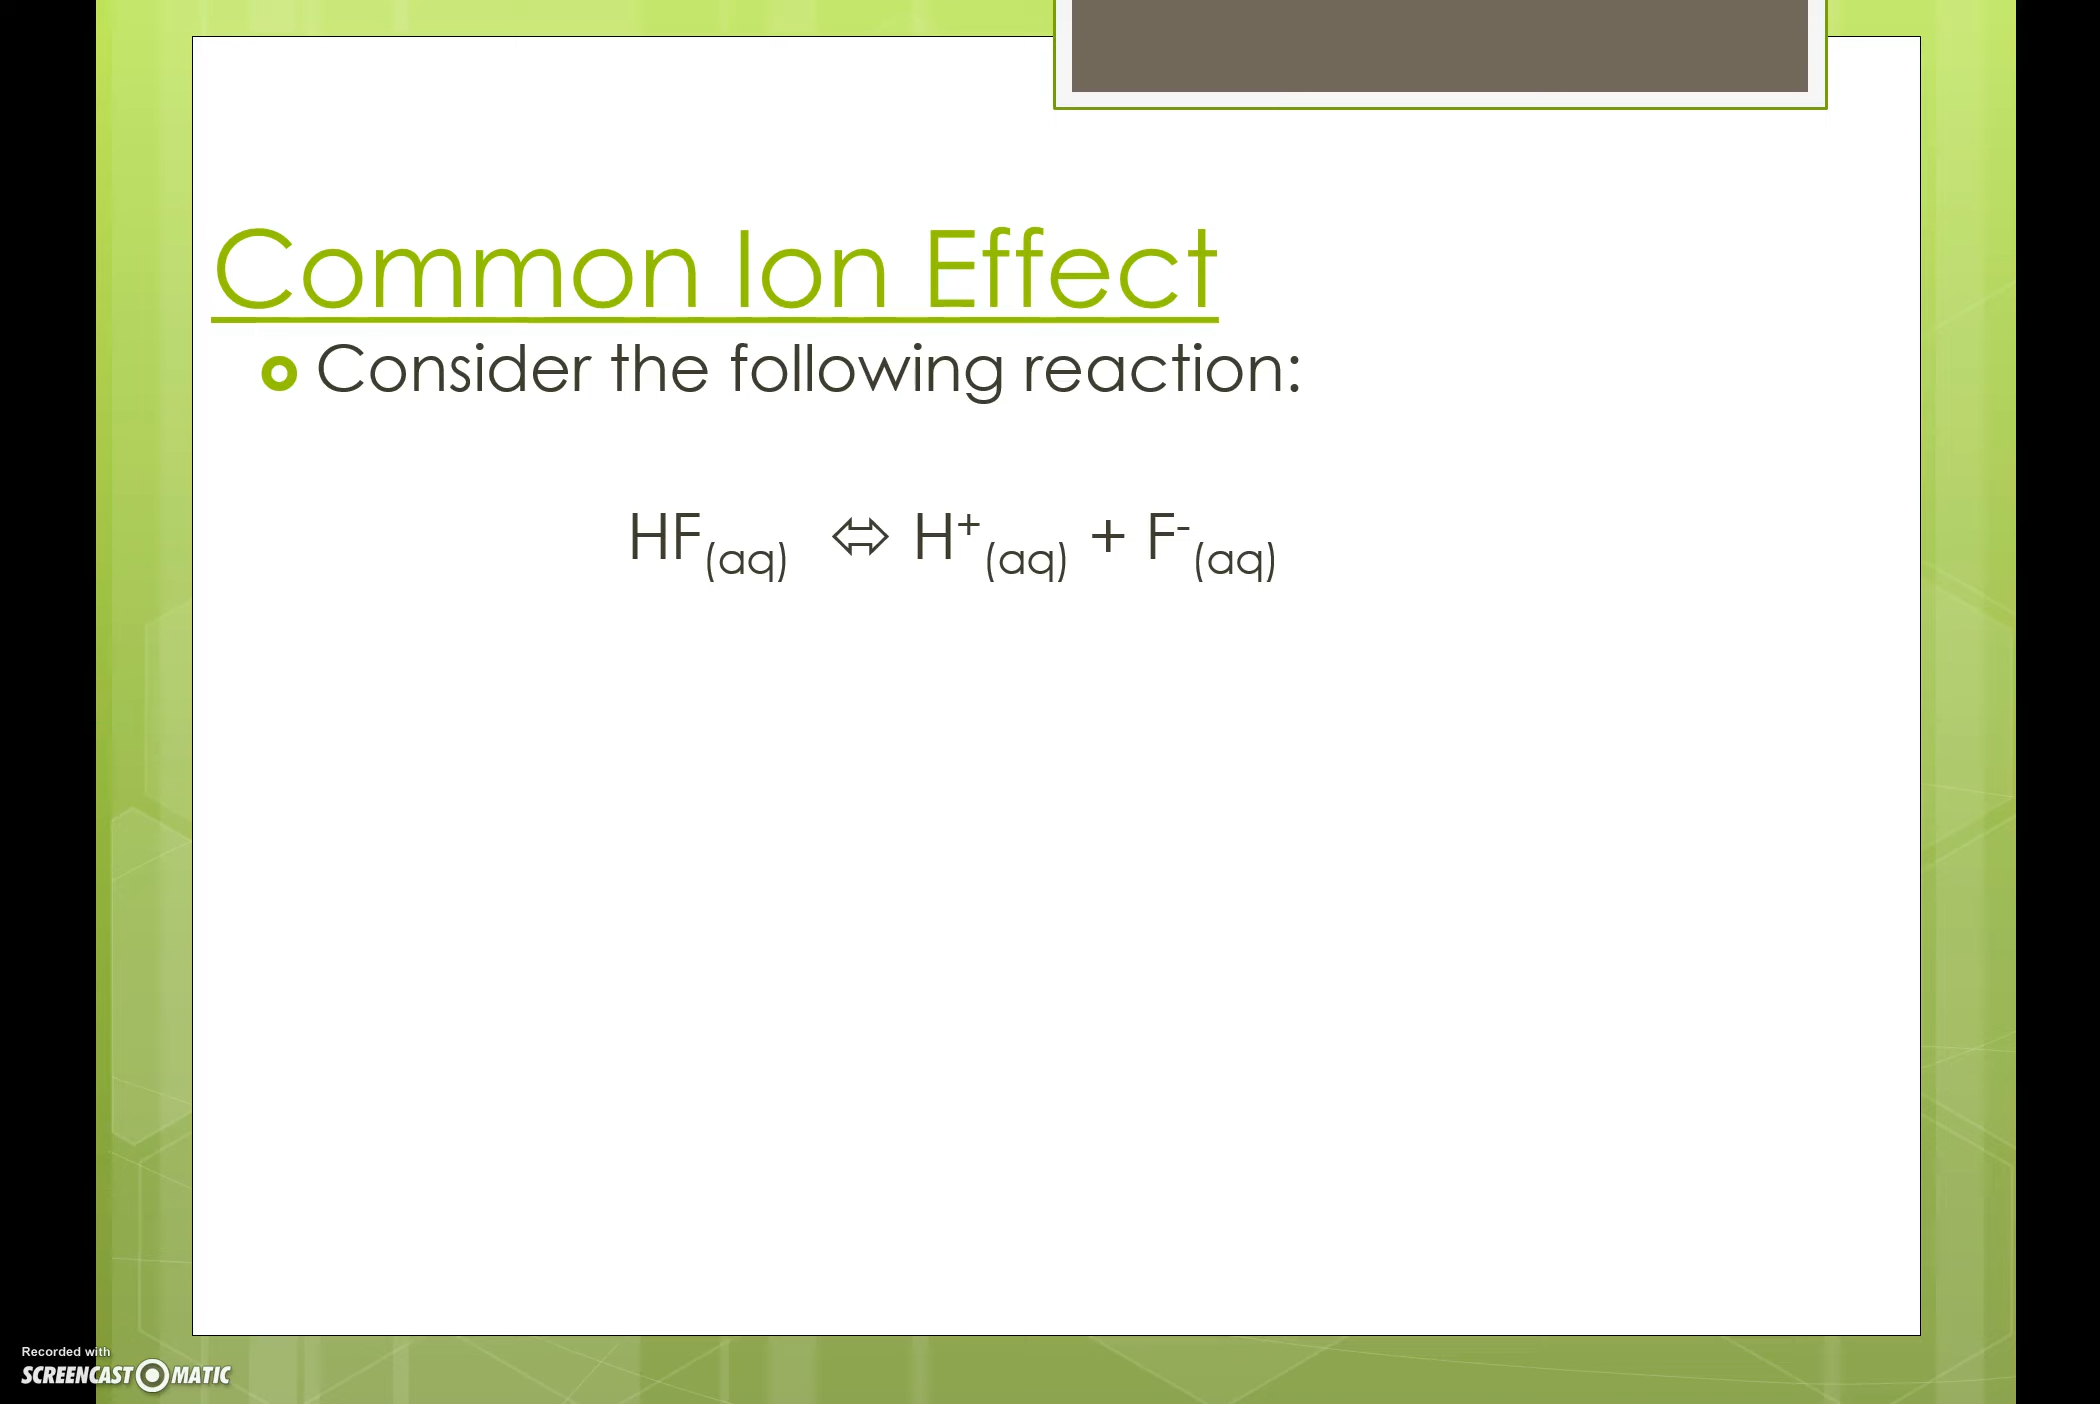 Common Ion Effect
Consider the following reaction:
HF(aq) ⬄ H⁺(aq) + F⁻(aq)
Recorded with
SCREENCAST MATIC